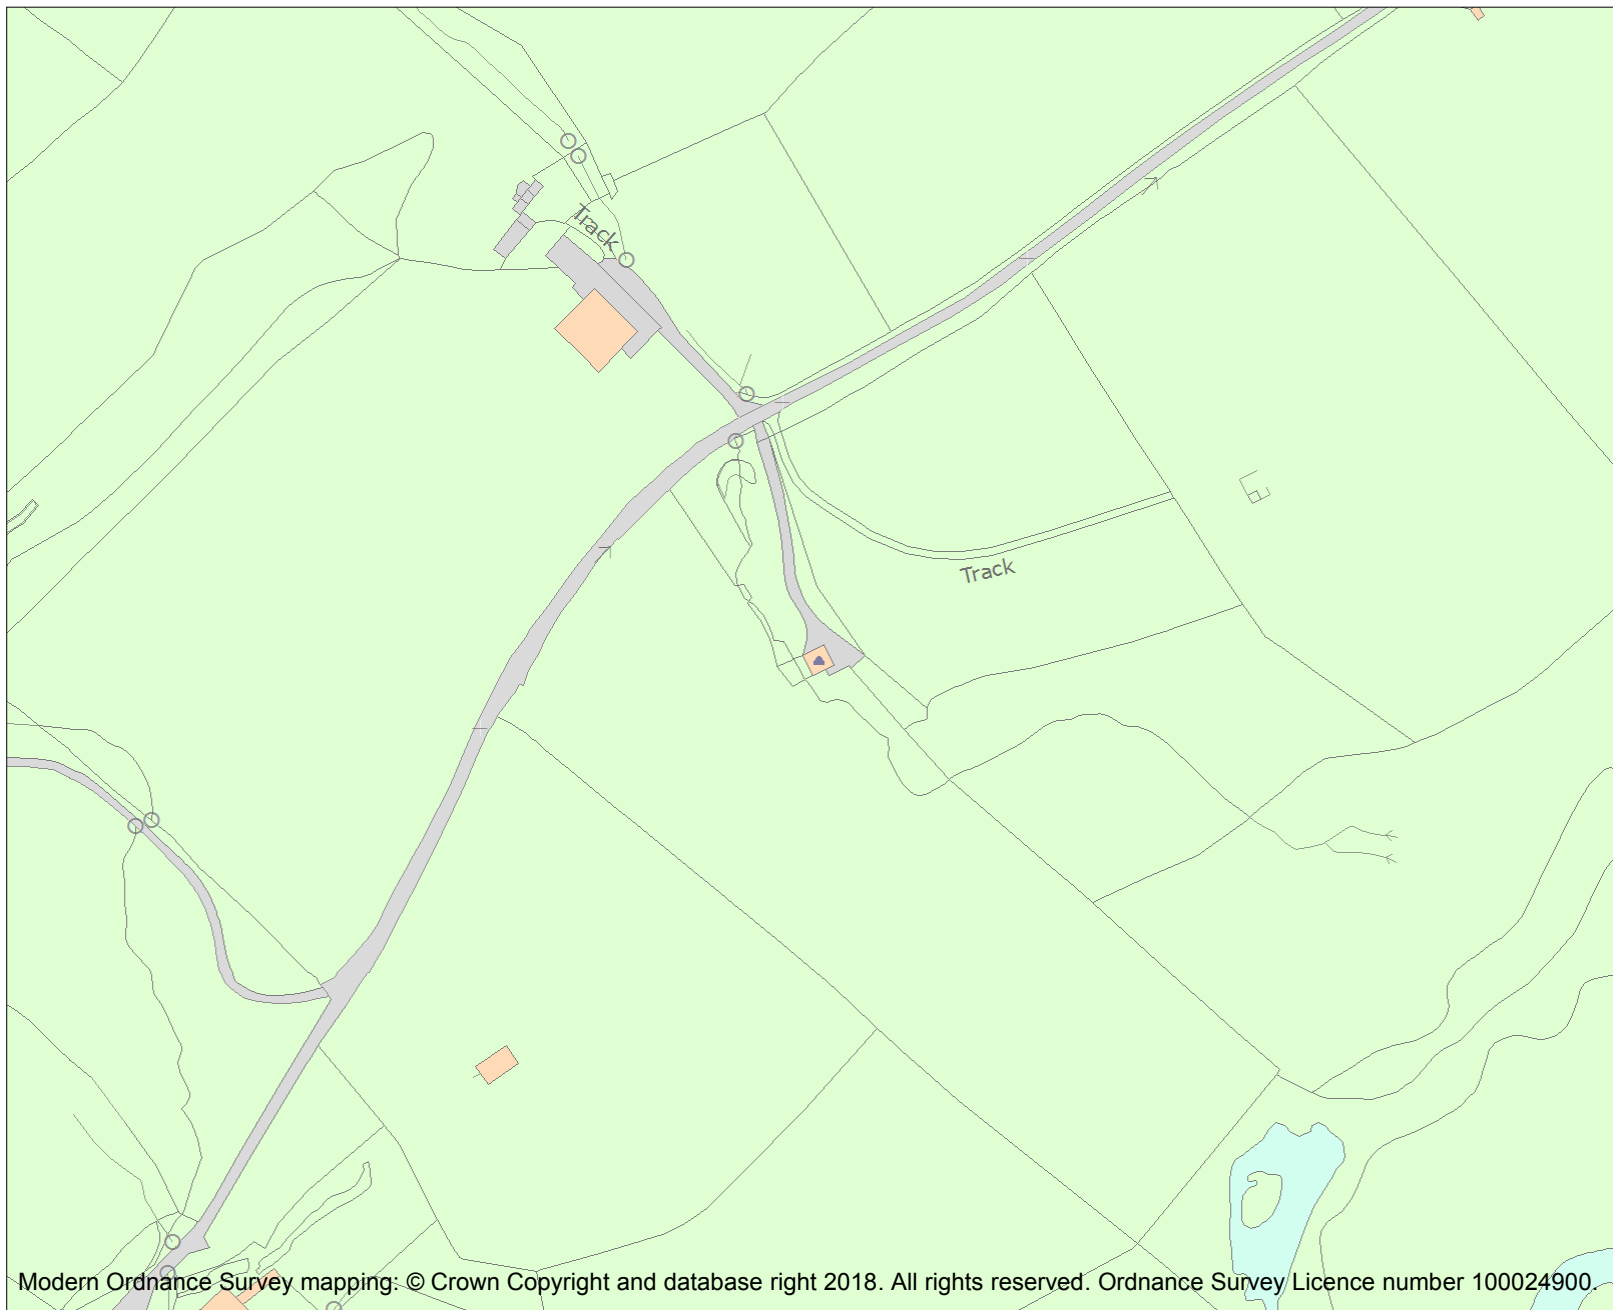 Track
Track
Modern Ordnance Survey mapping: © Crown Copyright and database right 2018. All rights reserved. Ordnance Survey Licence number 100024900.